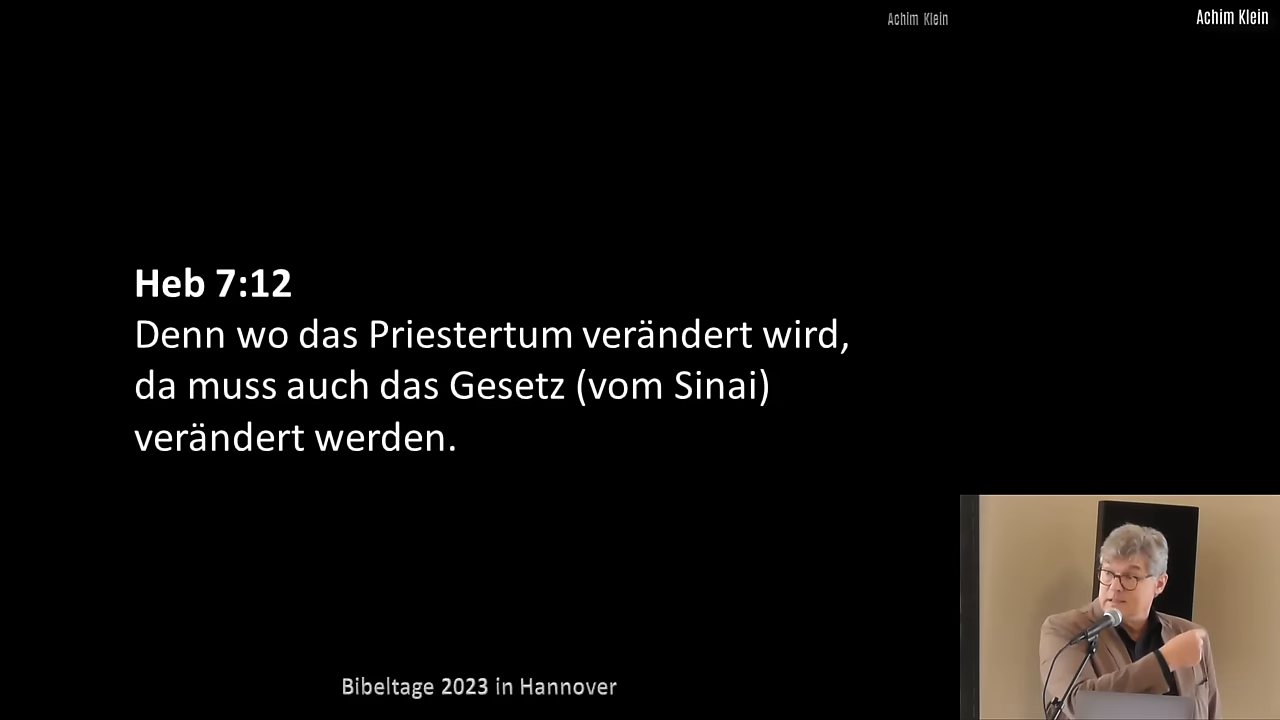 Achim Klein
Achim Klein
Heb 7:12
Denn wo das Priestertum verändert wird,
da muss auch das Gesetz (vom Sinai)
verändert werden.
Bibeltage 2023 in Hannover